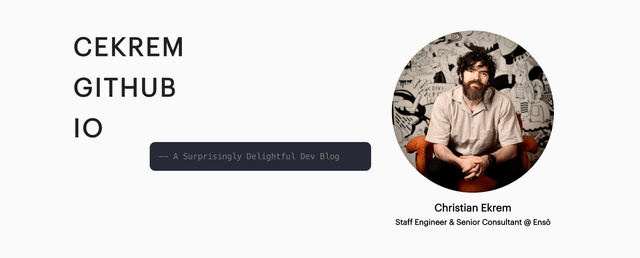 CEKREM
GITHUB
IO
—— A Surprisingly Delightful Dev Blog
Christian Ekrem
Staff Engineer & Senior Consultant @ Ensō